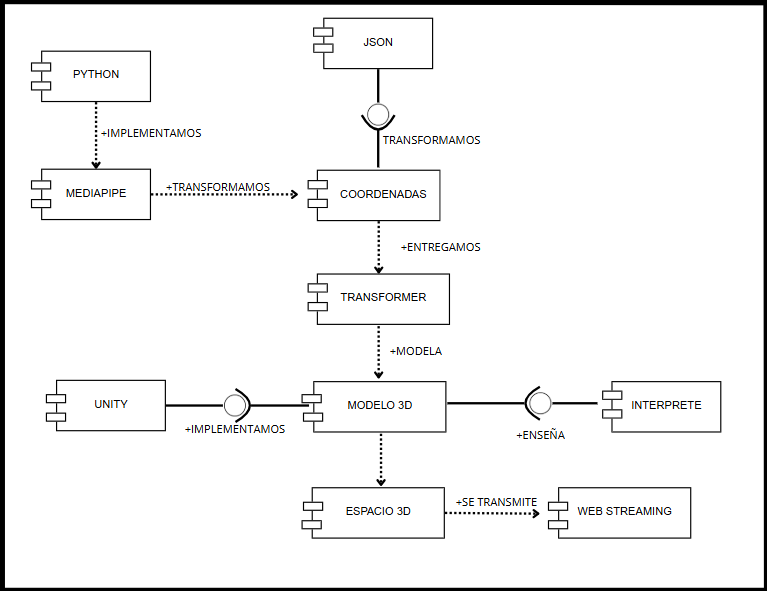 JSON
PYTHON
+IMPLEMENTAMOS
TRANSFORMAMOS
MEDIAPIPE
+TRANSFORMAMOS
COORDENADAS
+ENTREGAMOS
TRANSFORMER
+MODELA
UNITY
+IMPLEMENTAMOS
MODELO 3D
+ENSEÑA
INTERPRETE
ESPACIO 3D
+SE TRANSMITE
WEB STREAMING